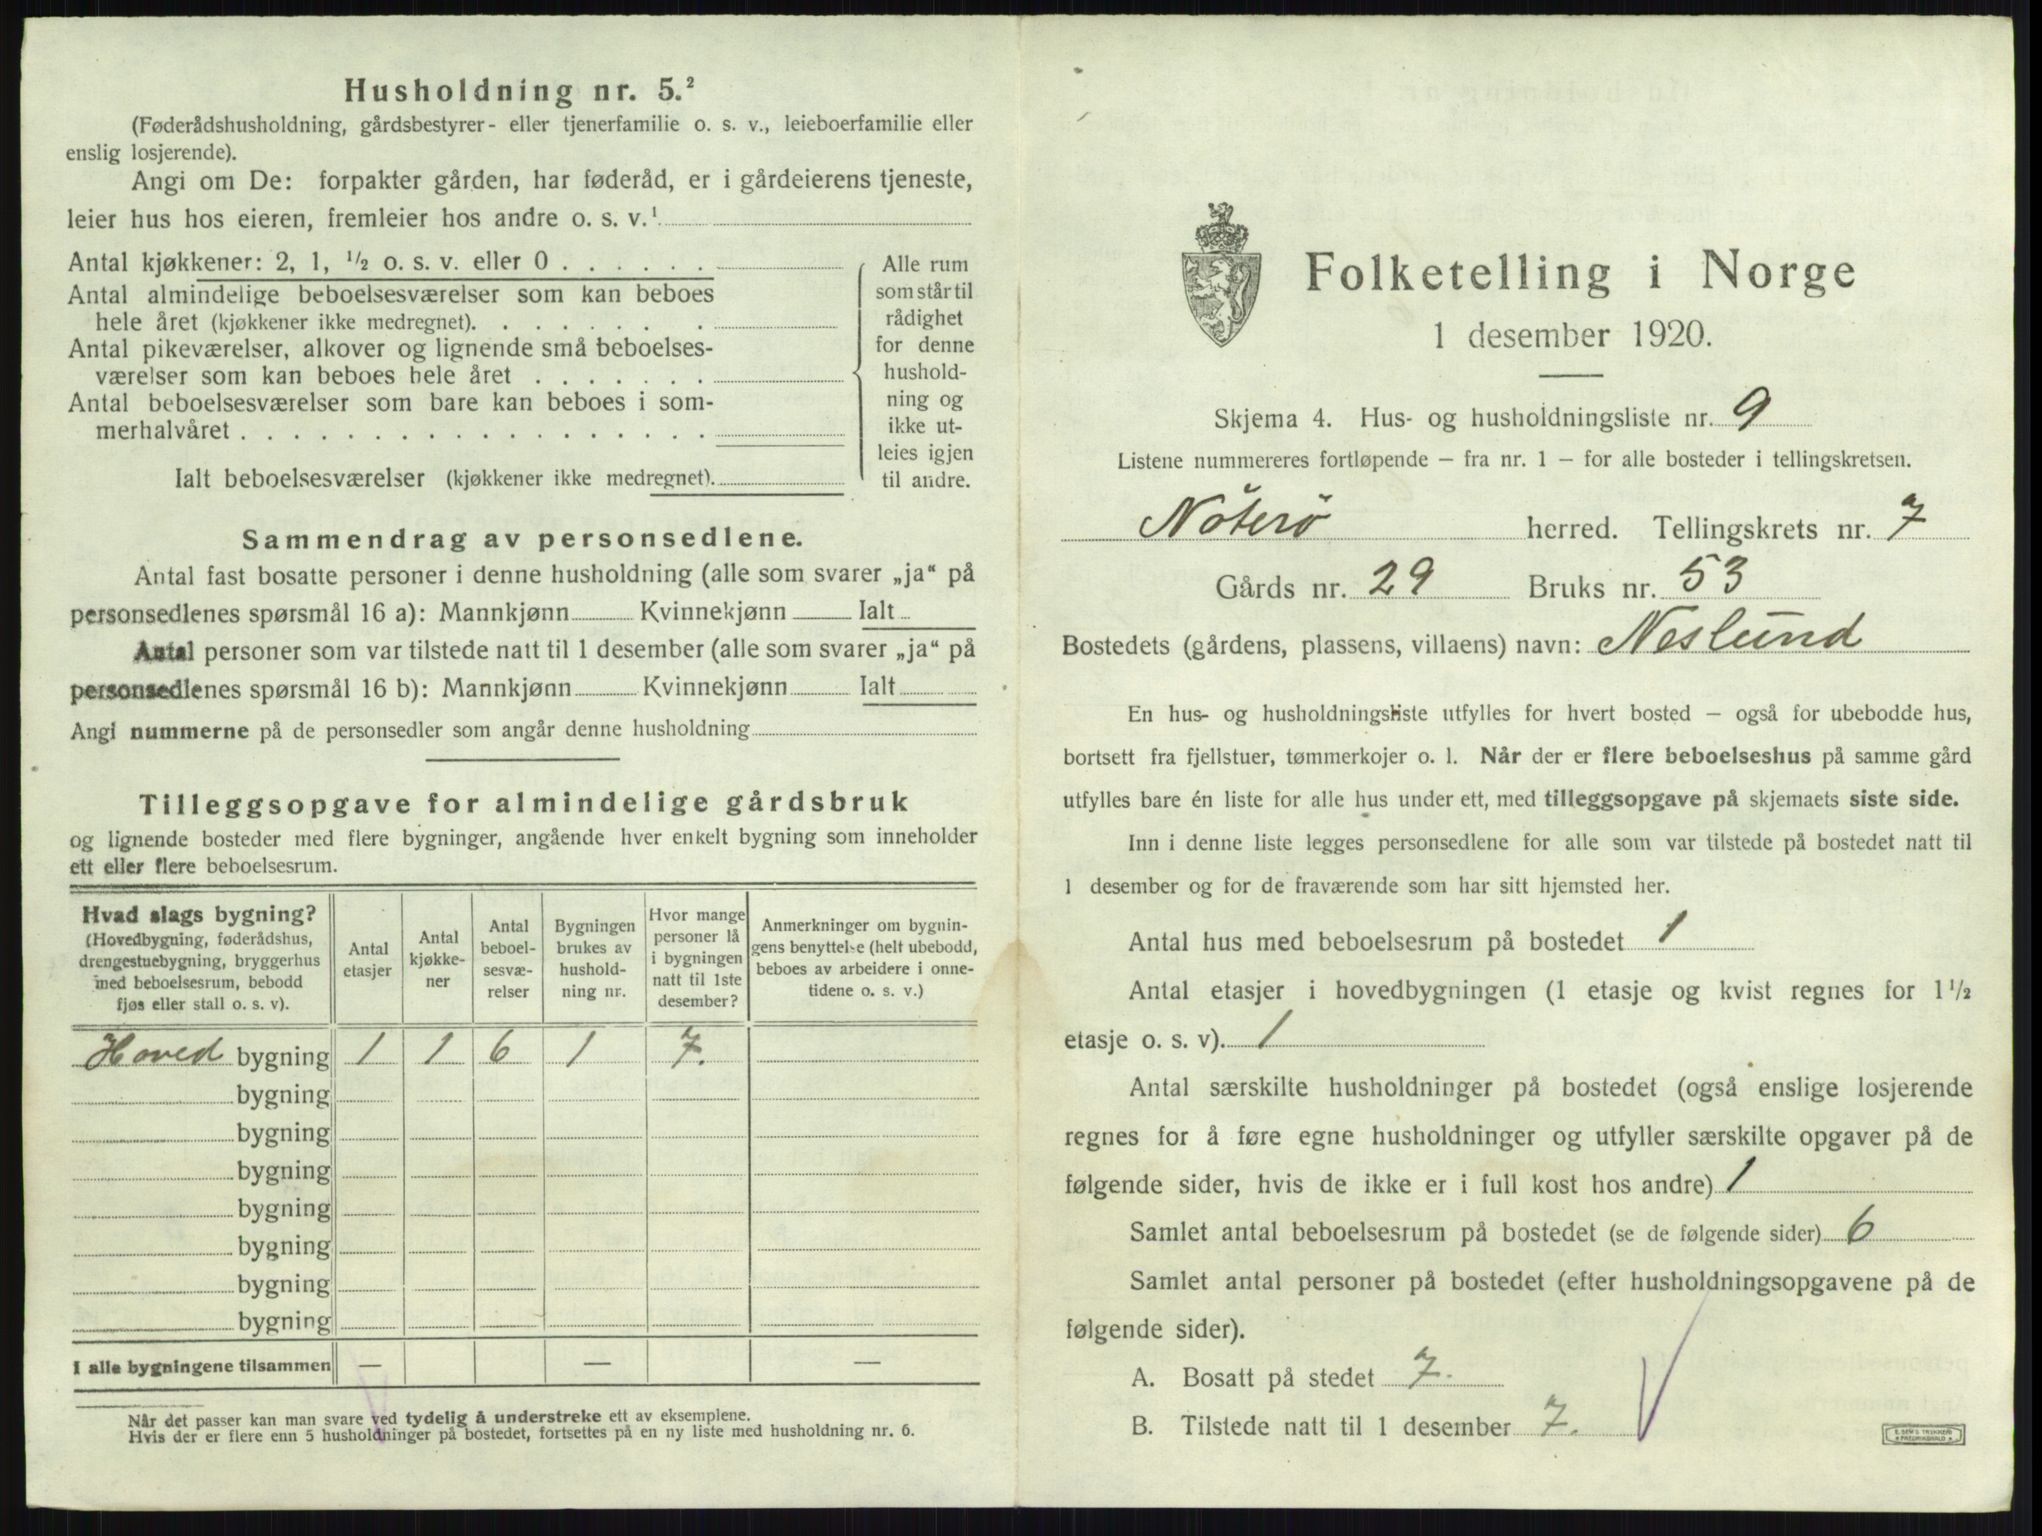 Husholdning nr. 5.²
(Føderådshusholdning, gårdsbestyrer- eller tjenerfamilie o. s. v., leieboerfamilie eller
enslig losjerende).
Angi om De: forpakter gården, har føderåd, er i gårdeierens tjeneste,
leier hus hos eieren, fremleier hos andre o. s. v.¹
Antal kjøkkener: 2, 1, ½ o. s. v. eller 0 . . . . . .
Antal almindelige beboelsesværelser som kan beboes
hele året (kjøkkener ikke medregnet). . . . . . . . .
Antal pikeværelser, alkover og lignende små beboelses-
værelser som kan beboes hele året . . . . . . .
Antal beboelsesværelser som bare kan beboes i som-
merhalvåret . . . . . . . . . . . . . . . . . .
Ialt beboelsesværelser (kjøkkener ikke medregnet).
Alle rum
som står til
rådighet
for denne
hushold-
ning og
ikke ut-
leies igjen
til andre.
Sammendrag av personsedlene.
Antal fast bosatte personer i denne husholdning (alle som svarer „ja“ på
personsedlenes spørsmål 16 a): Mannkjønn Kvinnekjønn Ialt
Antal personer som var tilstede natt til 1 desember (alle som svarer „ja“ på
personsedlenes spørsmål 16 b): Mannkjønn Kvinnekjønn Ialt
Angi nummerne på de personsedler som angår denne husholdning
Tilleggsopgave for almindelige gårdsbruk
og lignende bosteder med flere bygninger, angående hver enkelt bygning som inneholder
ett eller flere beboelsesrum.
Hvad slags bygning?
(Hovedbygning, føderådshus,
drengestuebygning, bryggerhus
med beboelsesrum, bebodd
fjøs eller stall o. s. v).
Antal
etasjer
Antal
kjøkke-
ner
Antal
beboel-
sesvæ-
relser
Bygningen
brukes av
hushold-
ning nr.
Hvor mange
personer lå
i bygningen
natt til 1ste
desember?
Anmerkninger om bygnin-
gens benyttelse (helt ubebodd,
beboes av arbeidere i onne-
tidene o. s. v.)
Hoved bygning 1 1 6 1 7.
bygning
bygning
bygning
bygning
bygning
bygning
bygning
I alle bygningene tilsammen — — —
Når det passer kan man svare ved tydelig å understreke ett av eksemplene.
Hvis der er flere enn 5 husholdninger på bostedet, fortsettes på en ny liste med husholdning nr. 6.
Folketelling i Norge
1 desember 1920.
Skjema 4. Hus- og husholdningsliste nr. 9
Listene nummereres fortløpende – fra nr. 1 – for alle bosteder i tellingskretsen.
Nöterö herred. Tellingskrets nr. 7
Gårds nr. 29 Bruks nr. 53
Bostedets (gårdens, plassens, villaens) navn: Neslund
En hus- og husholdningsliste utfylles for hvert bosted – også for ubebodde hus,
bortsett fra fjellstuer, tømmerkojer o. l. Når der er flere beboelseshus på samme gård
utfylles bare én liste for alle hus under ett, med tilleggsopgave på skjemaets siste side.
Inn i denne liste legges personsedlene for alle som var tilstede på bostedet natt til
1 desember og for de fraværende som har sitt hjemsted her.
Antal hus med beboelsesrum på bostedet 1
Antal etasjer i hovedbygningen (1 etasje og kvist regnes for 1½
etasje o. s. v). 1
Antal særskilte husholdninger på bostedet (også enslige losjerende
regnes for å føre egne husholdninger og utfyller særskilte opgaver på de
følgende sider, hvis de ikke er i full kost hos andre) 1
Samlet antal beboelsesrum på bostedet (se de følgende sider) 6
Samlet antal personer på bostedet (efter husholdningsopgavene på de
følgende sider).
A. Bosatt på stedet 7.
B. Tilstede natt til 1 desember 7.